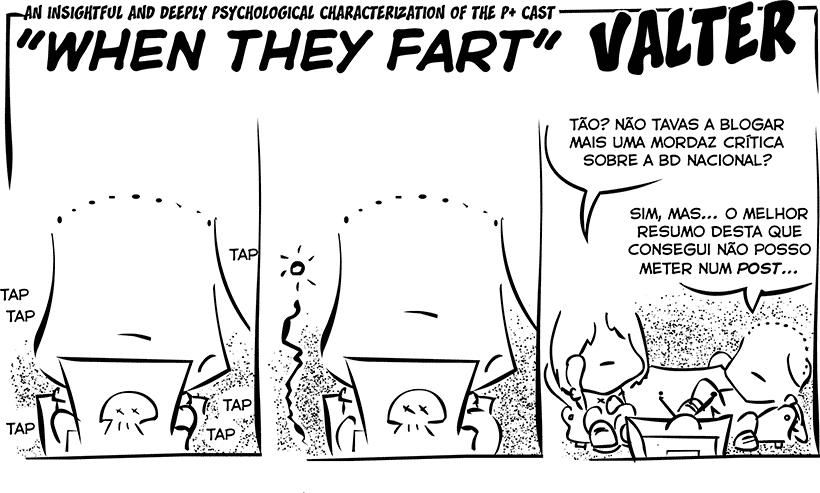 AN INSIGHTFUL AND DEEPLY PSYCHOLOGICAL CHARACTERIZATION OF THE P+ CAST
"WHEN THEY FART" VALTER
TAP
TAP
TAP
TAP
TAP
TAP
TÃO? NÃO TAVAS A BLOGAR
MAIS UMA MORDAZ CRÍTICA
SOBRE A BD NACIONAL?
SIM, MAS... O MELHOR
RESUMO DESTA QUE
CONSEGUI NÃO POSSO
METER NUM POST...